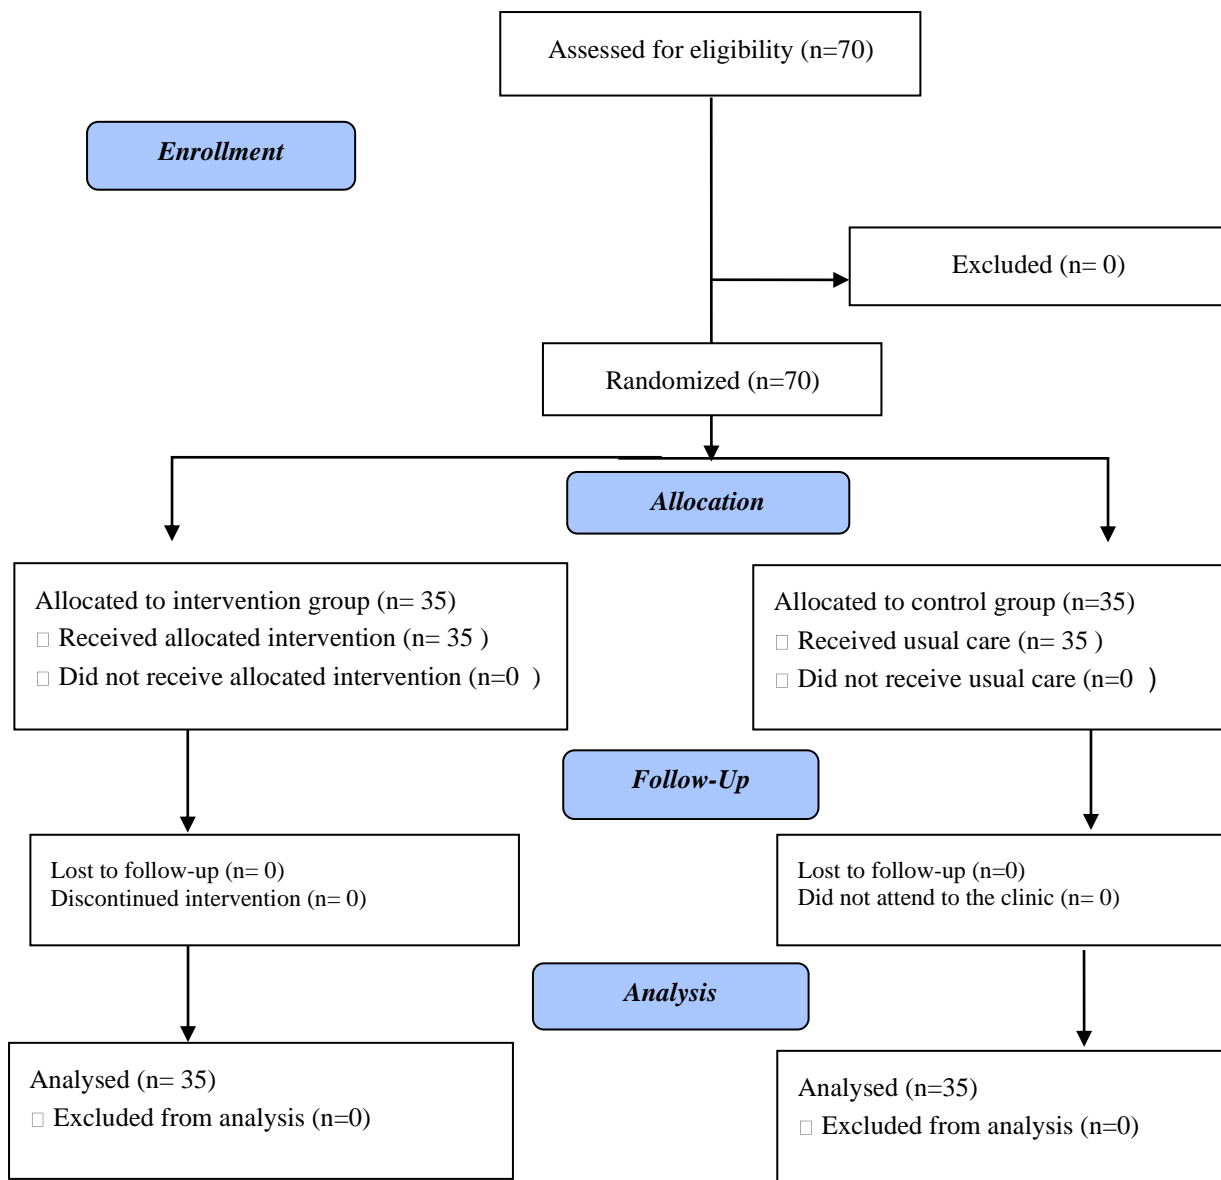 Assessed for eligibility (n=70)
Enrollment
Excluded (n= 0)
Randomized (n=70)
Allocation
Allocated to intervention group (n= 35)
□ Received allocated intervention (n= 35 )
□ Did not receive allocated intervention (n=0  )
Allocated to control group (n=35)
□ Received usual care (n= 35 )
□ Did not receive usual care (n=0  )
Follow-Up
Lost to follow-up (n= 0)
Discontinued intervention (n= 0)
Lost to follow-up (n=0)
Did not attend to the clinic (n= 0)
Analysis
Analysed (n= 35)
□ Excluded from analysis (n=0)
Analysed (n=35)
□ Excluded from analysis (n=0)